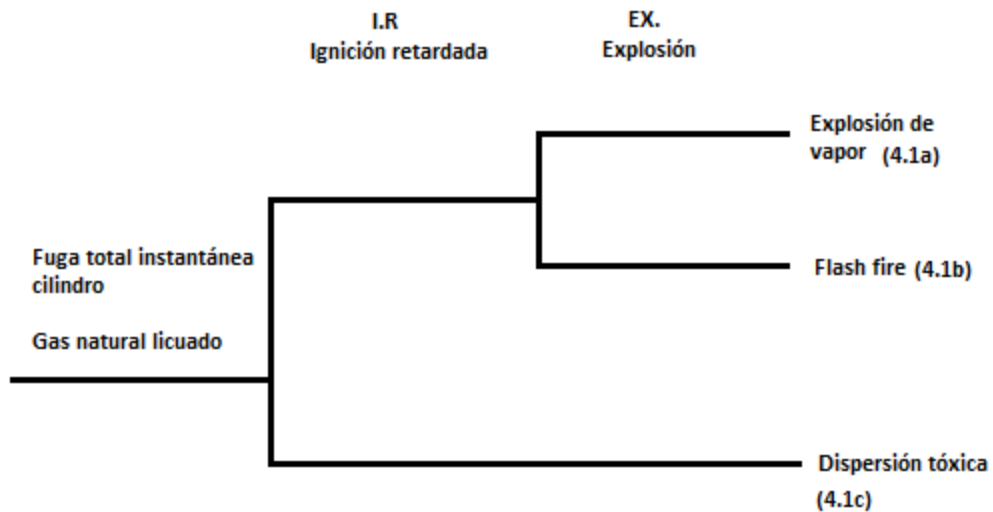 I.R
Ignición retardada
EX.
Explosión
Explosión de
vapor (4.1a)
Fuga total instantánea
cilindro
Gas natural licuado
Flash fire (4.1b)
Dispersión tóxica
(4.1c)